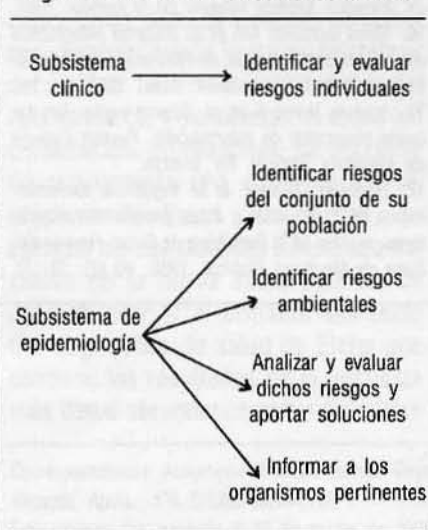 Subsistema
clínico
Identificar y evaluar
riesgos individuales
Identificar riesgos
del conjunto de su
población
Identificar riesgos
ambientales
Subsistema de
epidemiología
Analizar y evaluar
dichos riesgos y
aportar soluciones
Informar a los
organismos pertinentes